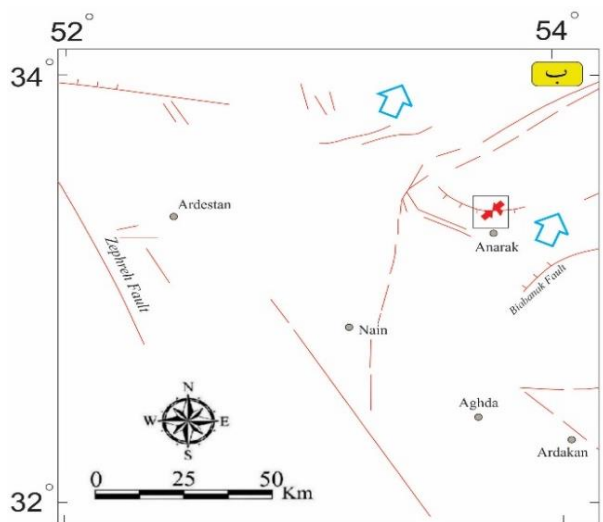 52° 54°
34°
ب
Ardestan
Anarak
Zephreh Fault
Biabanak Fault
Nain
N
W E
S
Aghda
Ardakan
0 25 50
Km
32°